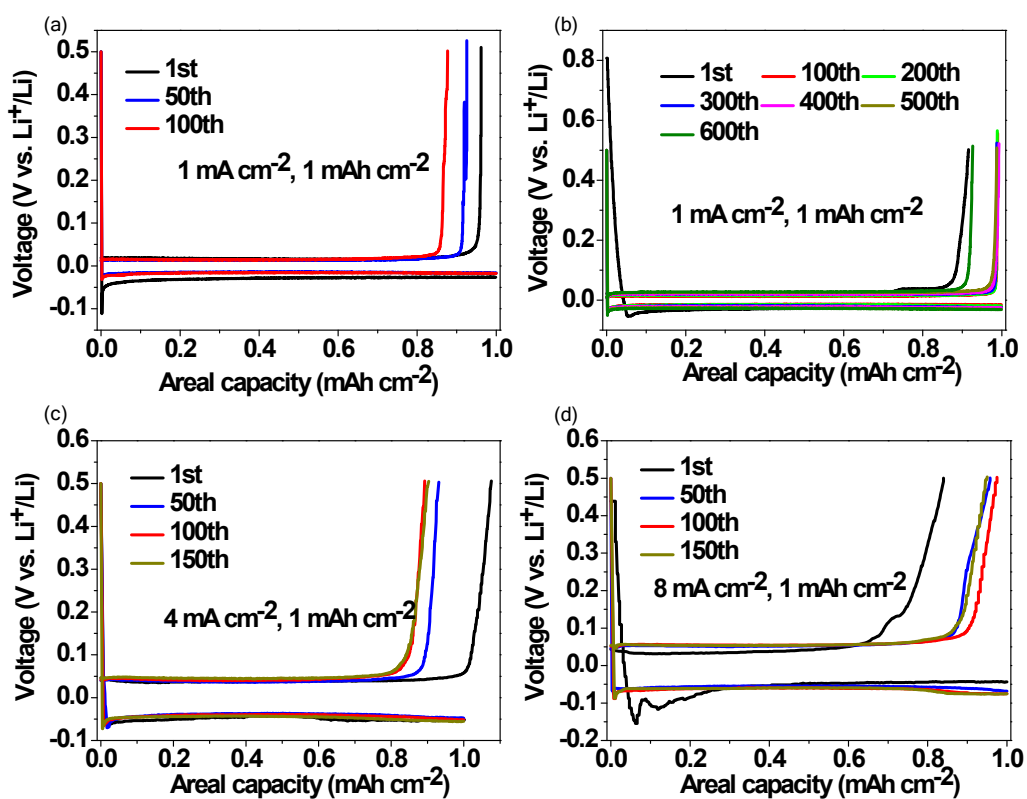 (a)
Voltage (V vs. Li⁺/Li)
0.5
0.4
0.3
0.2
0.1
0.0
-0.1
1st
50th
100th
1 mA cm⁻², 1 mAh cm⁻²
0.0 0.2 0.4 0.6 0.8 1.0
Areal capacity (mAh cm⁻²)
(b)
Voltage (V vs. Li⁺/Li)
0.8
0.6
0.4
0.2
0.0
1st 100th 200th
300th 400th 500th
600th
1 mA cm⁻², 1 mAh cm⁻²
0.0 0.2 0.4 0.6 0.8 1.0
Areal capacity (mAh cm⁻²)
(c)
Voltage (V vs. Li⁺/Li)
0.6
0.5
0.4
0.3
0.2
0.1
0.0
-0.1
1st
50th
100th
150th
4 mA cm⁻², 1 mAh cm⁻²
0.0 0.2 0.4 0.6 0.8 1.0
Areal capacity (mAh cm⁻²)
(d)
Voltage (V vs. Li⁺/Li)
0.6
0.5
0.4
0.3
0.2
0.1
0.0
-0.1
-0.2
1st
50th
100th
150th
8 mA cm⁻², 1 mAh cm⁻²
0.0 0.2 0.4 0.6 0.8 1.0
Areal capacity (mAh cm⁻²)